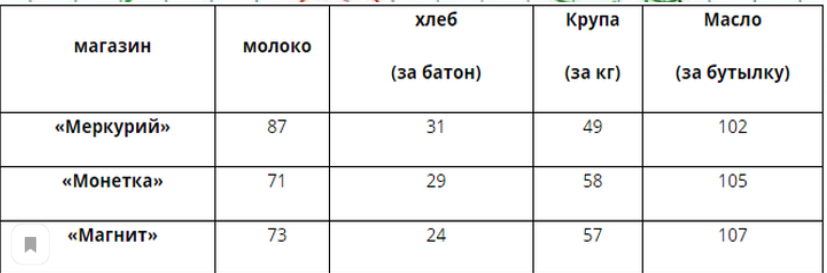 магазин молоко хлеб (за батон) Крупа (за кг) Масло (за бутылку)
«Меркурий» 87 31 49 102
«Монетка» 71 29 58 105
«Магнит» 73 24 57 107